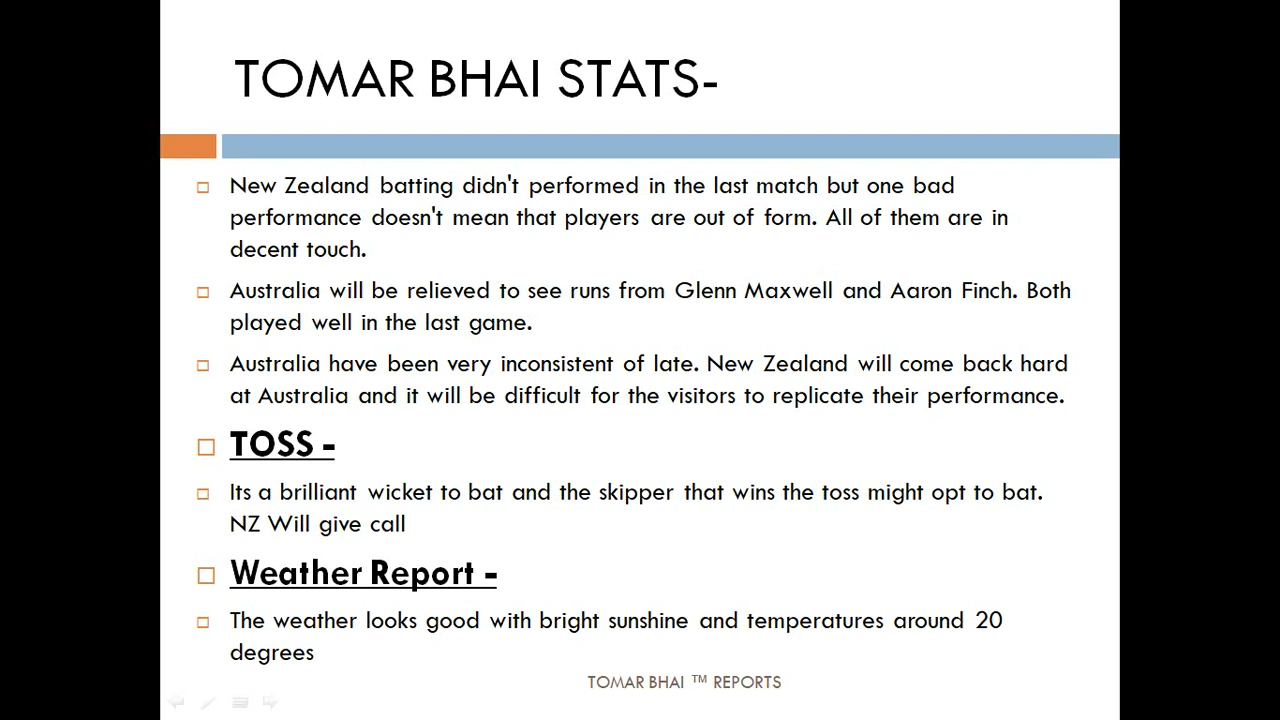 TOMAR BHAI STATS-
New Zealand batting didn't performed in the last match but one bad
performance doesn't mean that players are out of form. All of them are in
decent touch.
Australia will be relieved to see runs from Glenn Maxwell and Aaron Finch. Both
played well in the last game.
Australia have been very inconsistent of late. New Zealand will come back hard
at Australia and it will be difficult for the visitors to replicate their performance.
TOSS -
Its a brilliant wicket to bat and the skipper that wins the toss might opt to bat.
NZ Will give call
Weather Report -
The weather looks good with bright sunshine and temperatures around 20
degrees
TOMAR BHAI ™ REPORTS